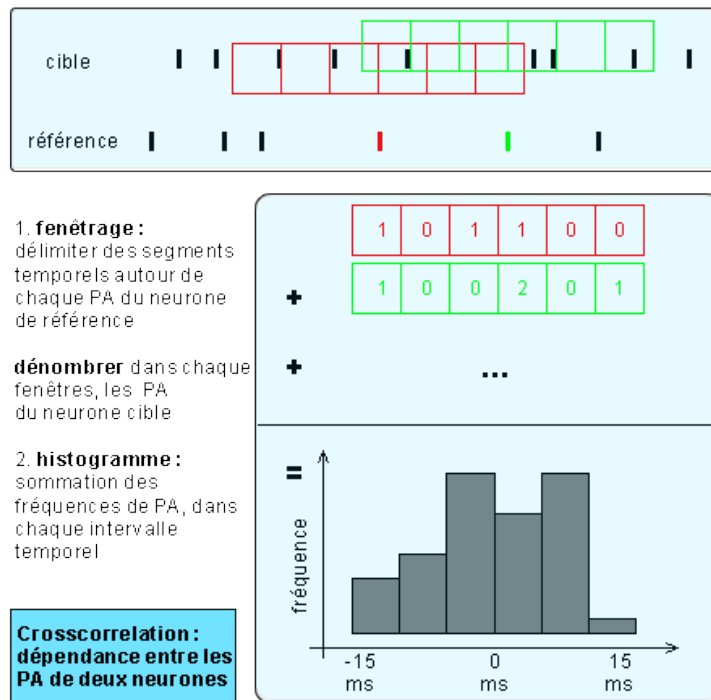 cible
référence
1. fenêtrage :
délimiter des segments
temporels autour de
chaque PA du neurone
de référence
dénombrer dans chaque
fenêtres, les PA
du neurone cible
2. histogramme :
sommation des
fréquences de PA, dans
chaque intervalle
temporel
Crosscorrelation :
dépendance entre les
PA de deux neurones
1 0 1 1 0 0
+ 1 0 0 2 0 1
+ ...
=
fréquence
-15 0 15
ms ms ms